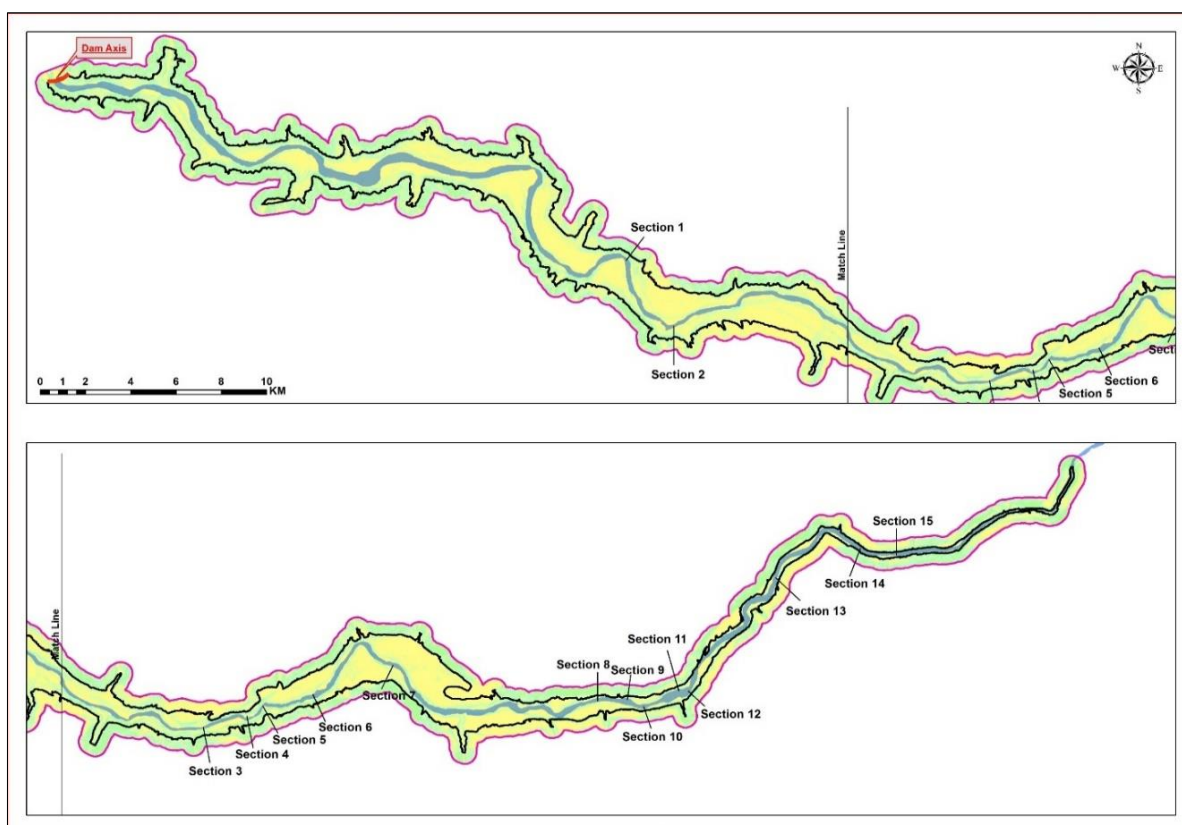 Dam Axis
N
W E
S
Section 1
Match Line
Section 2
Section 5
Section 6
0 1 2 4 6 8 10
KM
Match Line
Section 15
Section 14
Section 13
Section 11
Section 8
Section 9
Section 7
Section 12
Section 6
Section 10
Section 5
Section 4
Section 3